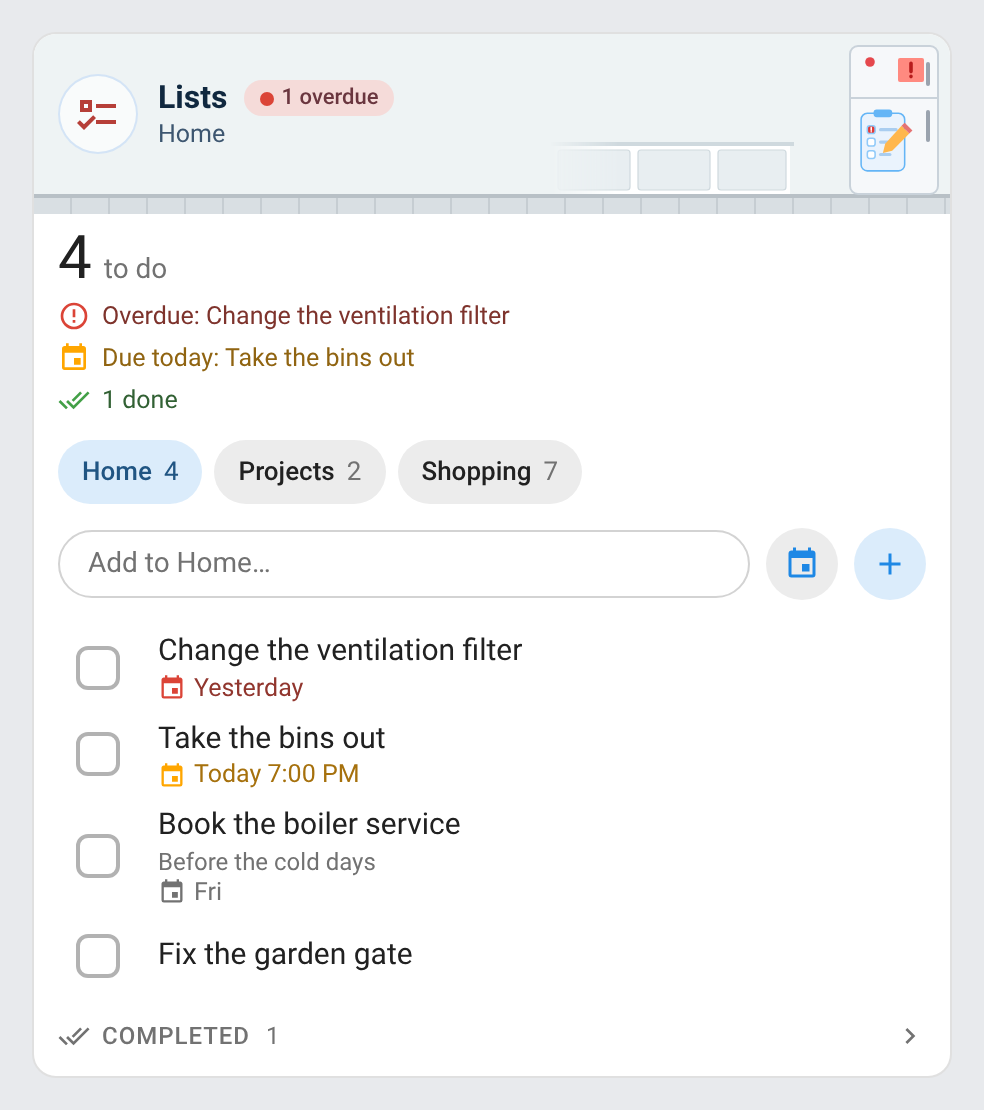 Lists
1 overdue
Home
4 to do
Overdue: Change the ventilation filter
Due today: Take the bins out
1 done
Home 4
Projects 2
Shopping 7
Add to Home…
Change the ventilation filter
Yesterday
Take the bins out
Today 7:00 PM
Book the boiler service
Before the cold days
Fri
Fix the garden gate
COMPLETED 1